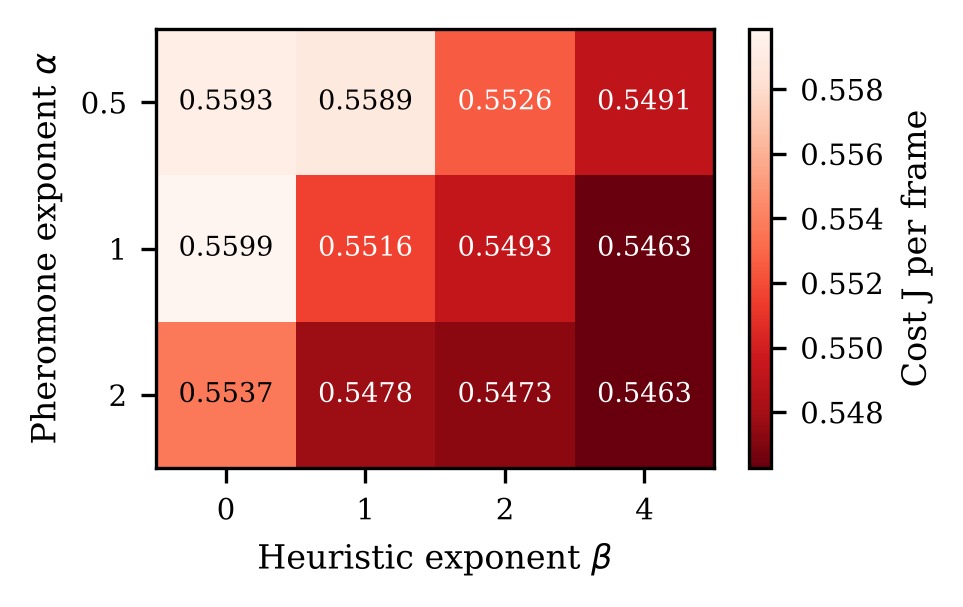 Pheromone exponent α
0.5 0.5593 0.5589 0.5526 0.5491
1 0.5599 0.5516 0.5493 0.5463
2 0.5537 0.5478 0.5473 0.5463
0 1 2 4
Heuristic exponent β
0.558
0.556
0.554
0.552
0.550
0.548
Cost J per frame